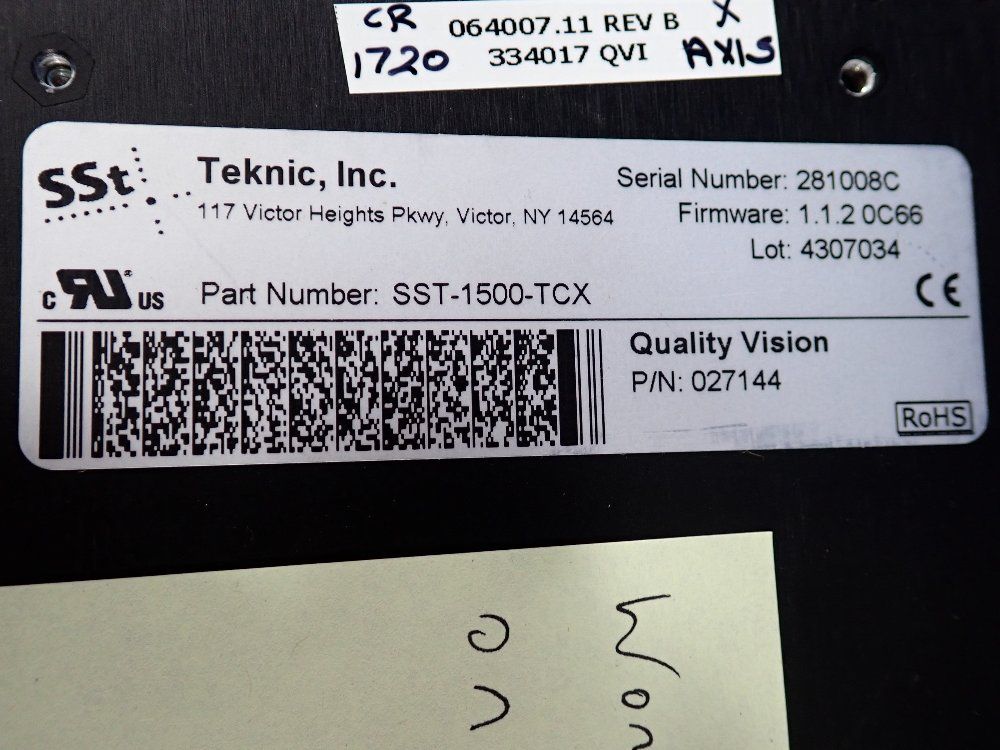 CR 064007.11 REV B X
1720 334017 QVI AXIS
SSt
Teknic, Inc.
117 Victor Heights Pkwy, Victor, NY 14564
Serial Number: 281008C
Firmware: 1.1.2 0C66
Lot: 4307034
c RU US
Part Number: SST-1500-TCX
CE
Quality Vision
P/N: 027144
RoHS